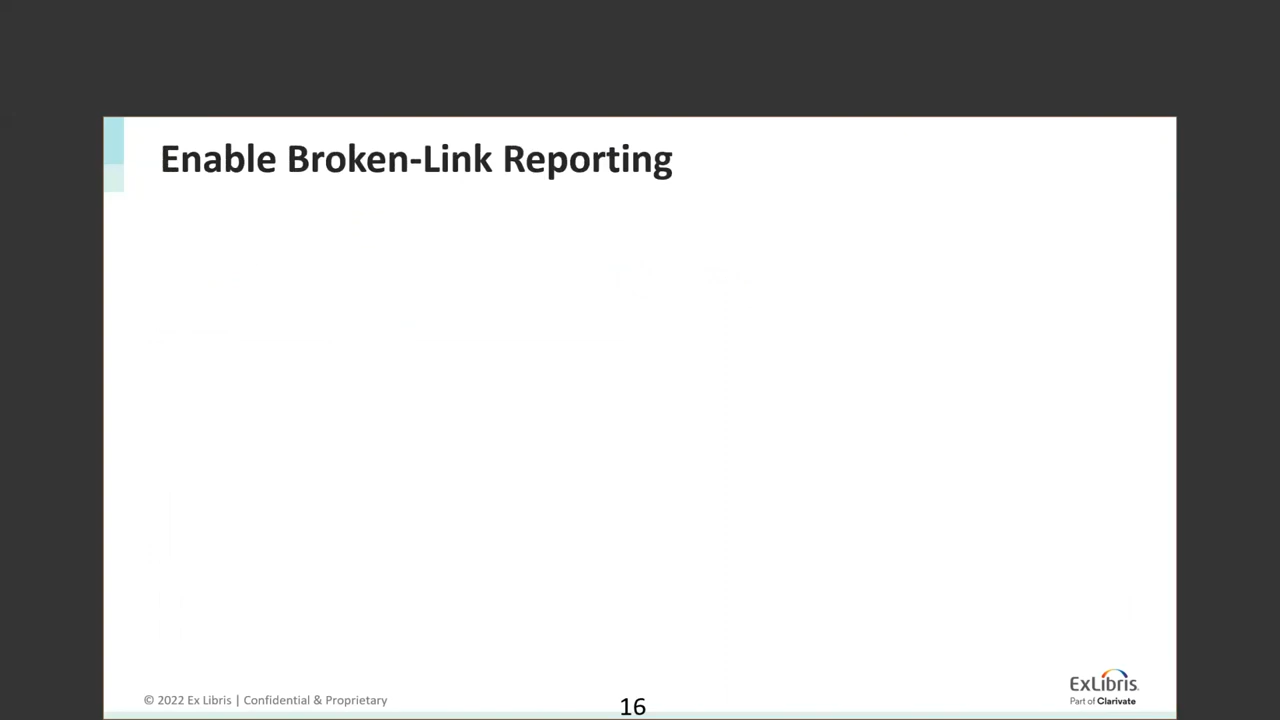 Enable Broken-Link Reporting
© 2022 Ex Libris | Confidential & Proprietary
16
ExLibris
Part of Clarivate